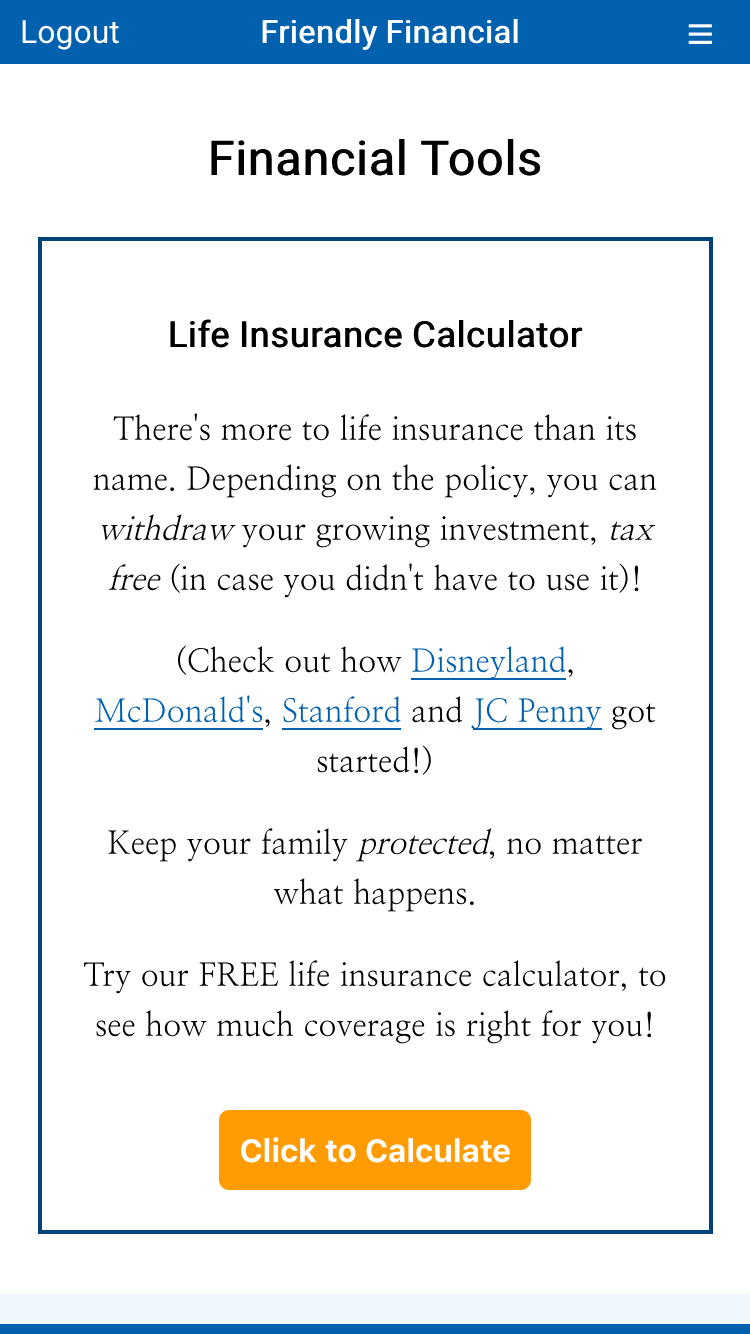 Logout
Friendly Financial
Financial Tools
Life Insurance Calculator
There's more to life insurance than its
name. Depending on the policy, you can
withdraw your growing investment, tax
free (in case you didn't have to use it)!
(Check out how Disneyland,
McDonald's, Stanford and JC Penny got
started!)
Keep your family protected, no matter
what happens.
Try our FREE life insurance calculator, to
see how much coverage is right for you!
Click to Calculate